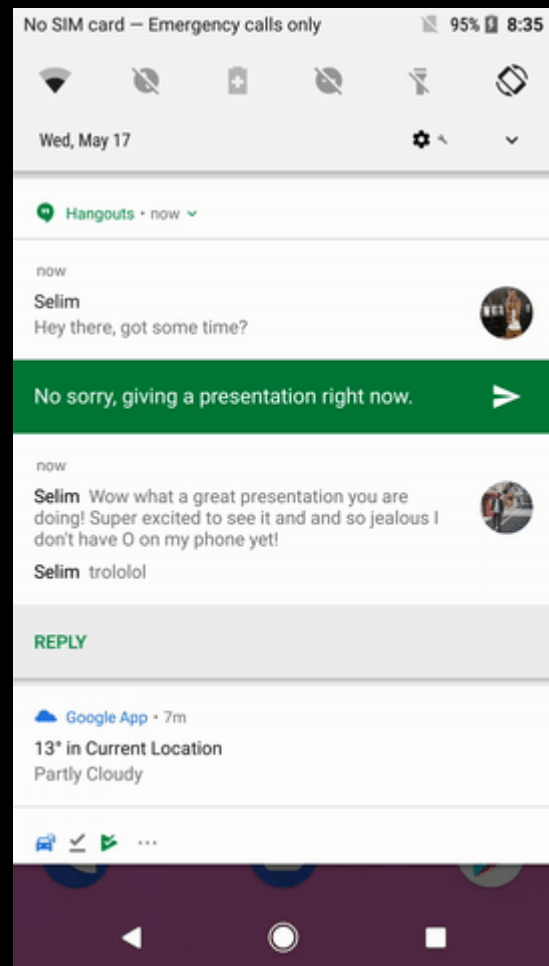 No SIM card — Emergency calls only 95% 8:35
Wed, May 17
Hangouts • now
now
Selim
Hey there, got some time?
No sorry, giving a presentation right now.
now
Selim Wow what a great presentation you are
doing! Super excited to see it and and so jealous I
don't have O on my phone yet!
Selim trololol
REPLY
Google App • 7m
13° in Current Location
Partly Cloudy